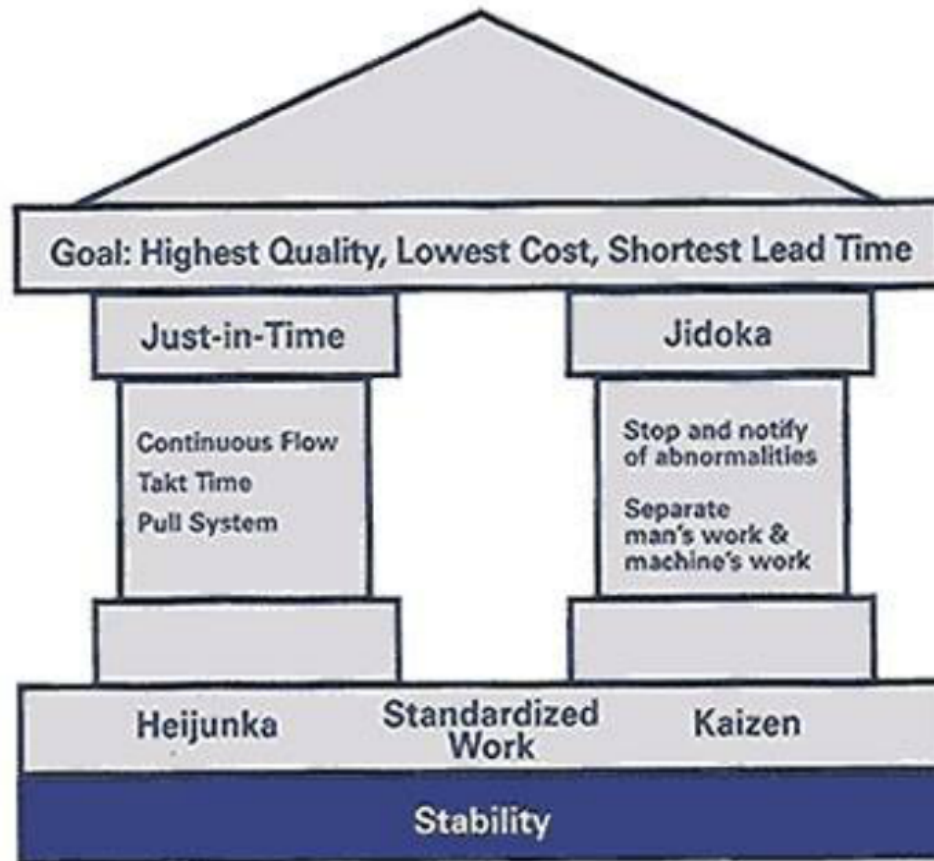 Goal: Highest Quality, Lowest Cost, Shortest Lead Time
Just-in-Time
Continuous Flow
Takt Time
Pull System
Jidoka
Stop and notify
of abnormalities
Separate
man's work &
machine's work
Heijunka
Standardized
Work
Kaizen
Stability